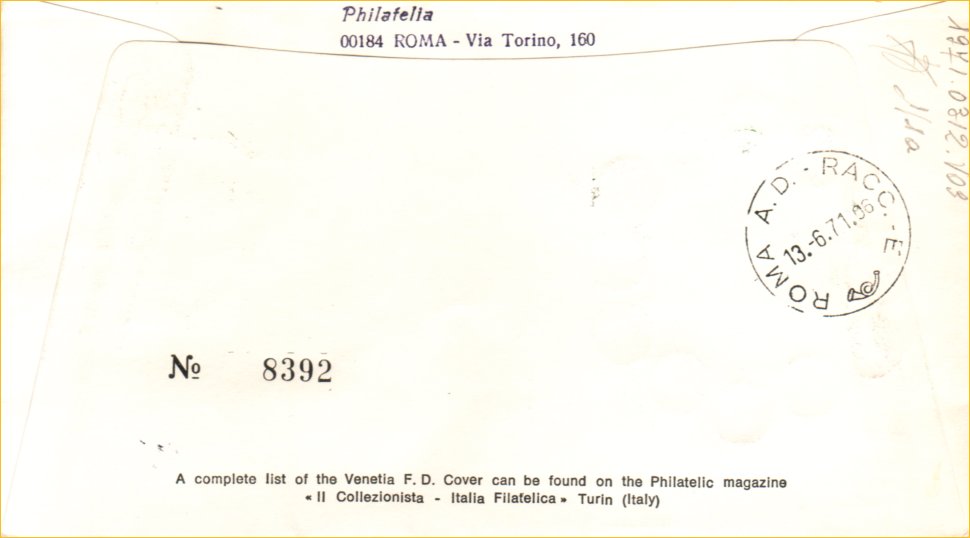 Philatelia
00184 ROMA - Via Torino, 160
ROMA A.D. - RACC. - E
13.-6.71.06
№ 8392
A complete list of the Venetia F. D. Cover can be found on the Philatelic magazine
« Il Collezionista - Italia Filatelica » Turin (Italy)